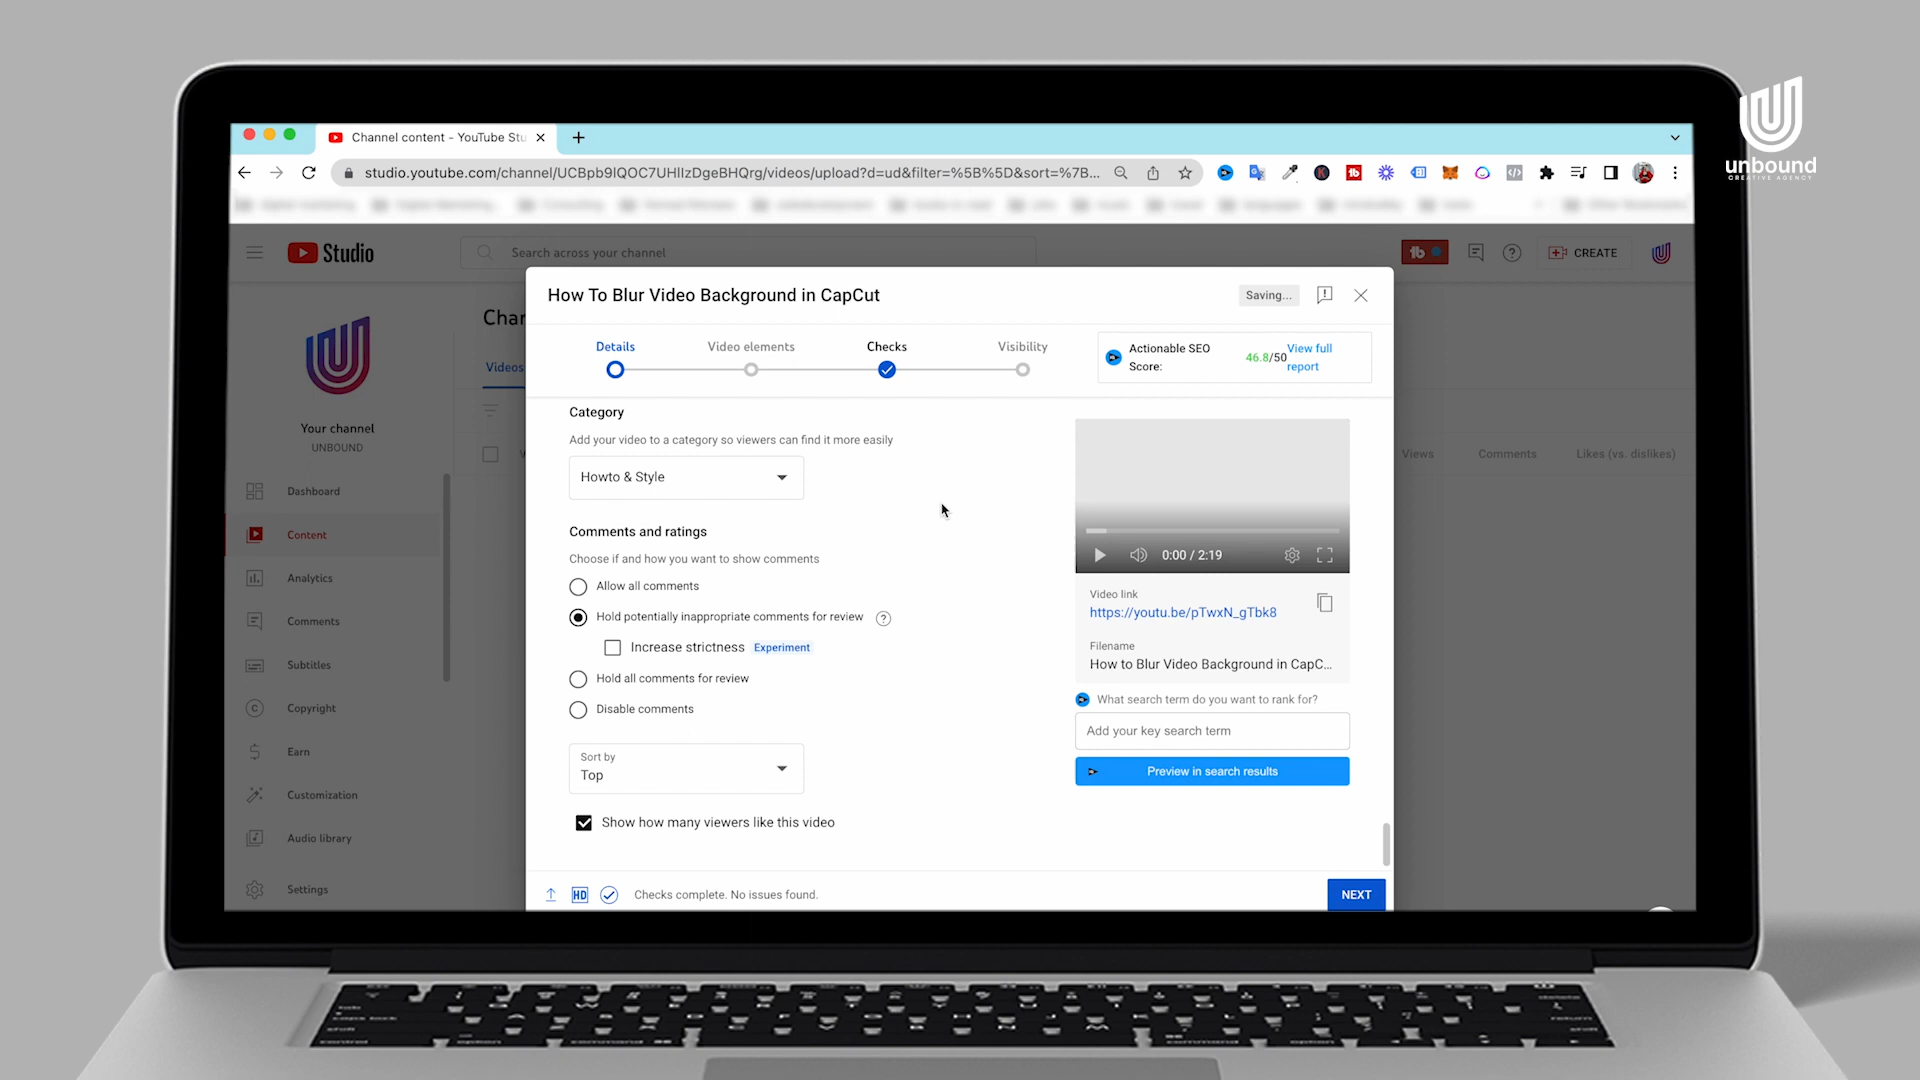 unbound
CREATIVE AGENCY
Channel content - YouTube Stu
studio.youtube.com/channel/UCBpb9IQOC7UHlIzDgeBHQrg/videos/upload?d=ud&filter=%5B%5D&sort=%7B...
Studio
Search across your channel
CREATE
How To Blur Video Background in CapCut
Saving...
Details
Video elements
Checks
Visibility
Actionable SEO
Score:
46.8/50
View full
report
Your channel
UNBOUND
Dashboard
Content
Analytics
Comments
Subtitles
Copyright
Earn
Customization
Audio library
Settings
Char
Videos
Views
Comments
Likes (vs. dislikes)
Category
Add your video to a category so viewers can find it more easily
Howto & Style
Comments and ratings
Choose if and how you want to show comments
Allow all comments
Hold potentially inappropriate comments for review
Increase strictness Experiment
Hold all comments for review
Disable comments
Sort by
Top
Show how many viewers like this video
0:00 / 2:19
Video link
https://youtu.be/pTwxN_gTbk8
Filename
How to Blur Video Background in CapC...
What search term do you want to rank for?
Add your key search term
Preview in search results
HD
Checks complete. No issues found.
NEXT